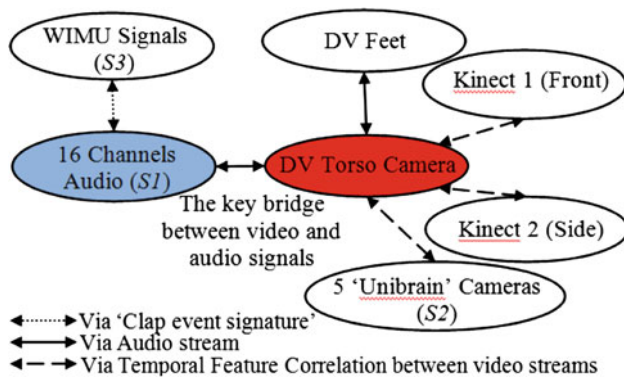 WIMU Signals
(S3)
DV Feet
Kinect 1 (Front)
16 Channels
Audio (S1)
DV Torso Camera
The key bridge
between video and
audio signals
Kinect 2 (Side)
5 'Unibrain' Cameras
(S2)
Via 'Clap event signature'
Via Audio stream
Via Temporal Feature Correlation between video streams